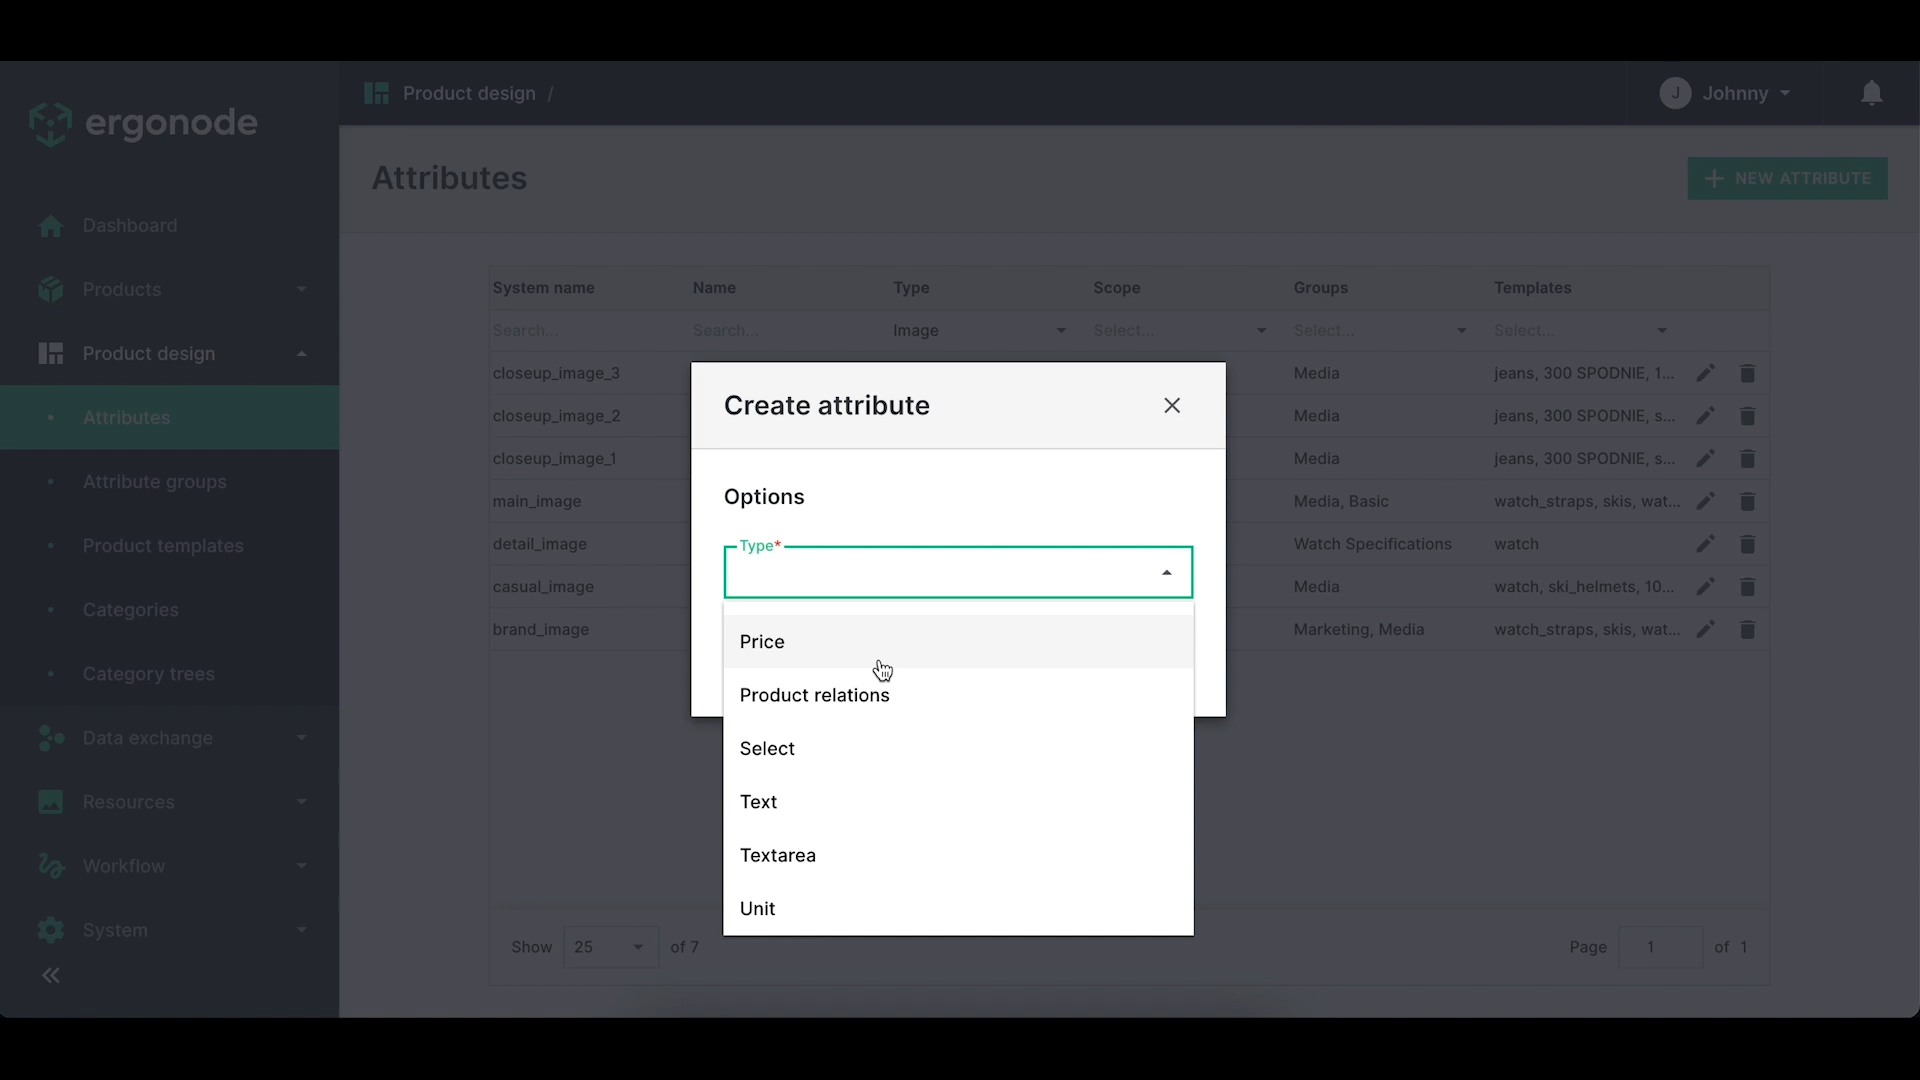 ergonode
Product design /
J Johnny
Attributes
+ NEW ATTRIBUTE
Dashboard
Products
Product design
Attributes
Attribute groups
Product templates
Categories
Category trees
Data exchange
Resources
Workflow
System
System name Name Type Scope Groups Templates
Search... Search... Image Select... Select... Select...
closeup_image_3 Media jeans, 300 SPODNIE, 1...
closeup_image_2 Media jeans, 300 SPODNIE, s...
closeup_image_1 Media jeans, 300 SPODNIE, s...
main_image Media, Basic watch_straps, skis, wat...
detail_image Watch Specifications watch
casual_image Media watch, ski_helmets, 10...
brand_image Marketing, Media watch_straps, skis, wat...
Create attribute
Options
Type*
Price
Product relations
Select
Text
Textarea
Unit
Show 25 of 7
Page 1 of 1